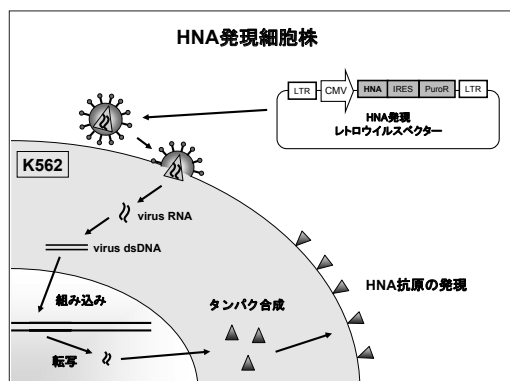 HNA発現細胞株
LTR CMV HNA IRES PuroR LTR
HNA発現
レトロウイルスベクター
K562
virus RNA
virus dsDNA
組み込み
転写
タンパク合成
HNA抗原の発現